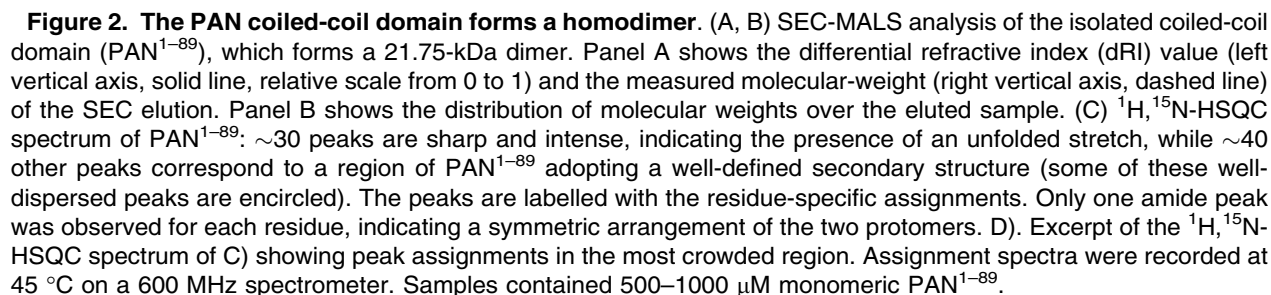 Figure 2. The PAN coiled-coil domain forms a homodimer. (A, B) SEC-MALS analysis of the isolated coiled-coil
domain (PAN¹⁻⁸⁹), which forms a 21.75-kDa dimer. Panel A shows the differential refractive index (dRI) value (left
vertical axis, solid line, relative scale from 0 to 1) and the measured molecular-weight (right vertical axis, dashed line)
of the SEC elution. Panel B shows the distribution of molecular weights over the eluted sample. (C) ¹H,¹⁵N-HSQC
spectrum of PAN¹⁻⁸⁹: ∼30 peaks are sharp and intense, indicating the presence of an unfolded stretch, while ∼40
other peaks correspond to a region of PAN¹⁻⁸⁹ adopting a well-defined secondary structure (some of these well-
dispersed peaks are encircled). The peaks are labelled with the residue-specific assignments. Only one amide peak
was observed for each residue, indicating a symmetric arrangement of the two protomers. D). Excerpt of the ¹H,¹⁵N-
HSQC spectrum of C) showing peak assignments in the most crowded region. Assignment spectra were recorded at
45 °C on a 600 MHz spectrometer. Samples contained 500–1000 μM monomeric PAN¹⁻⁸⁹.